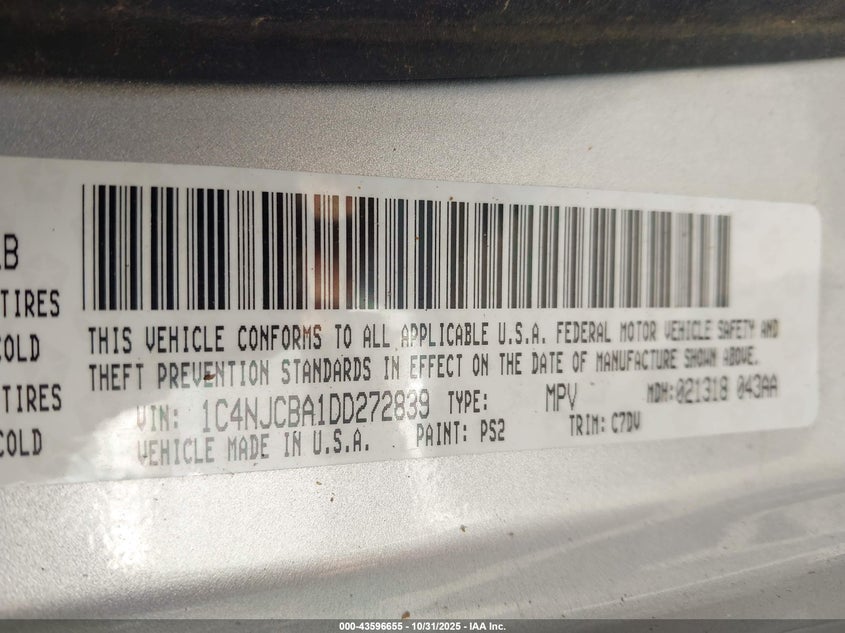 LB
TIRES
COLD
TIRES
COLD
THIS VEHICLE CONFORMS TO ALL APPLICABLE U.S.A. FEDERAL MOTOR VEHICLE SAFETY AND
THEFT PREVENTION STANDARDS IN EFFECT ON THE DATE OF MANUFACTURE SHOWN ABOVE.
VIN: 1C4NJCBA1DD272839 TYPE: MPV MDH:021318 043AA
VEHICLE MADE IN U.S.A. PAINT: PS2 TRIM: C7DV
000-43596655 - 10/31/2025 - IAA Inc.